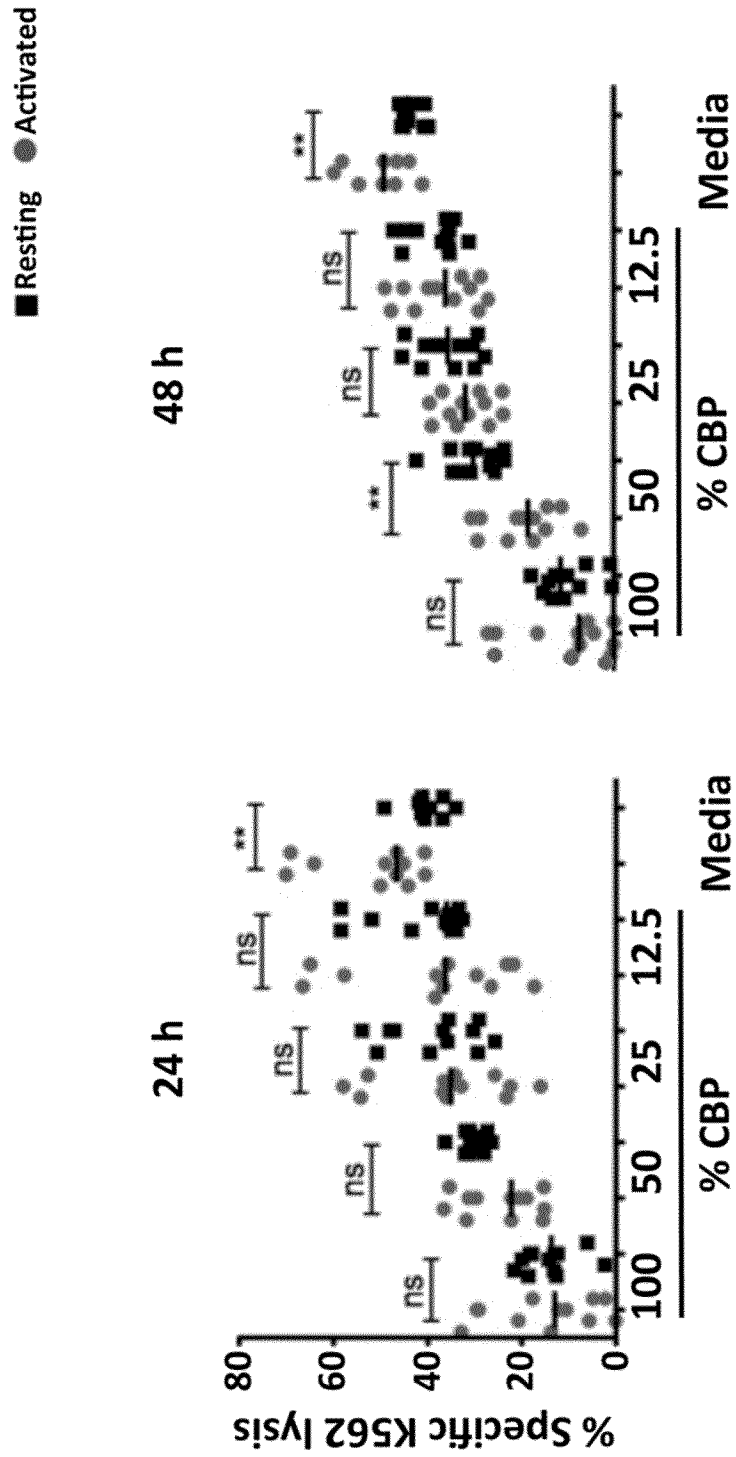 Resting Activated
24 h 48 h
% Specific K562 lysis
80
60
40
20
0
ns ns ns ns **
ns ** ns ns **
100 50 25 12.5 Media
100 50 25 12.5 Media
% CBP % CBP